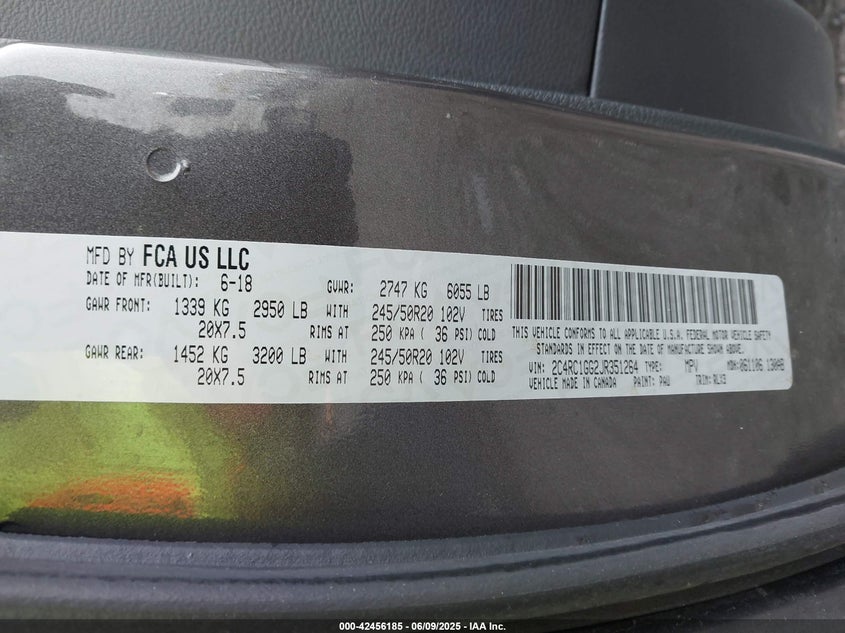 MFD BY FCA US LLC
DATE OF MFR(BUILT): 6-18 GVWR: 2747 KG 6055 LB
GAWR FRONT: 1339 KG 2950 LB WITH 245/50R20 102V TIRES
20X7.5 RIMS AT 250 KPA ( 36 PSI) COLD
GAWR REAR: 1452 KG 3200 LB WITH 245/50R20 102V TIRES
20X7.5 RIMS AT 250 KPA ( 36 PSI) COLD
THIS VEHICLE CONFORMS TO ALL APPLICABLE U.S.A. FEDERAL MOTOR VEHICLE SAFETY
STANDARDS IN EFFECT ON THE DATE OF MANUFACTURE SHOWN ABOVE.
VIN: 2C4RC1GG2JR351264 TYPE: MPV MDH:
VEHICLE MADE IN CANADA PAINT: PAU TRIM:
000-42456185 - 06/09/2025 - IAA Inc.